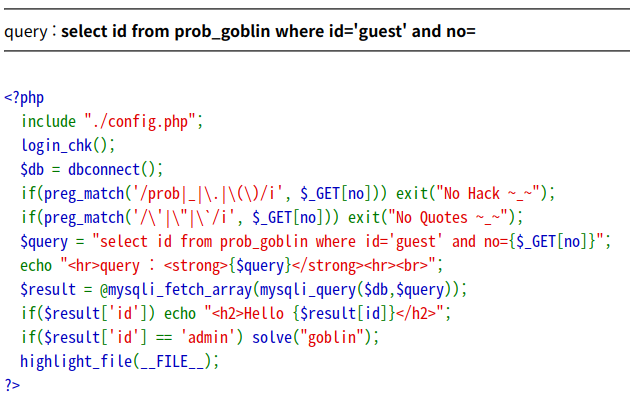 query : select id from prob_goblin where id='guest' and no=
<?php
include "./config.php";
login_chk();
$db = dbconnect();
if(preg_match('/prob|_|\.|\(\)/i', $_GET[no])) exit("No Hack ~_~");
if(preg_match('/\'|\"|\`/i', $_GET[no])) exit("No Quotes ~_~");
$query = "select id from prob_goblin where id='guest' and no={$_GET[no]}";
echo "<hr>query : <strong>{$query}</strong><hr><br>";
$result = @mysqli_fetch_array(mysqli_query($db,$query));
if($result['id']) echo "<h2>Hello {$result[id]}</h2>";
if($result['id'] == 'admin') solve("goblin");
highlight_file(__FILE__);
?>